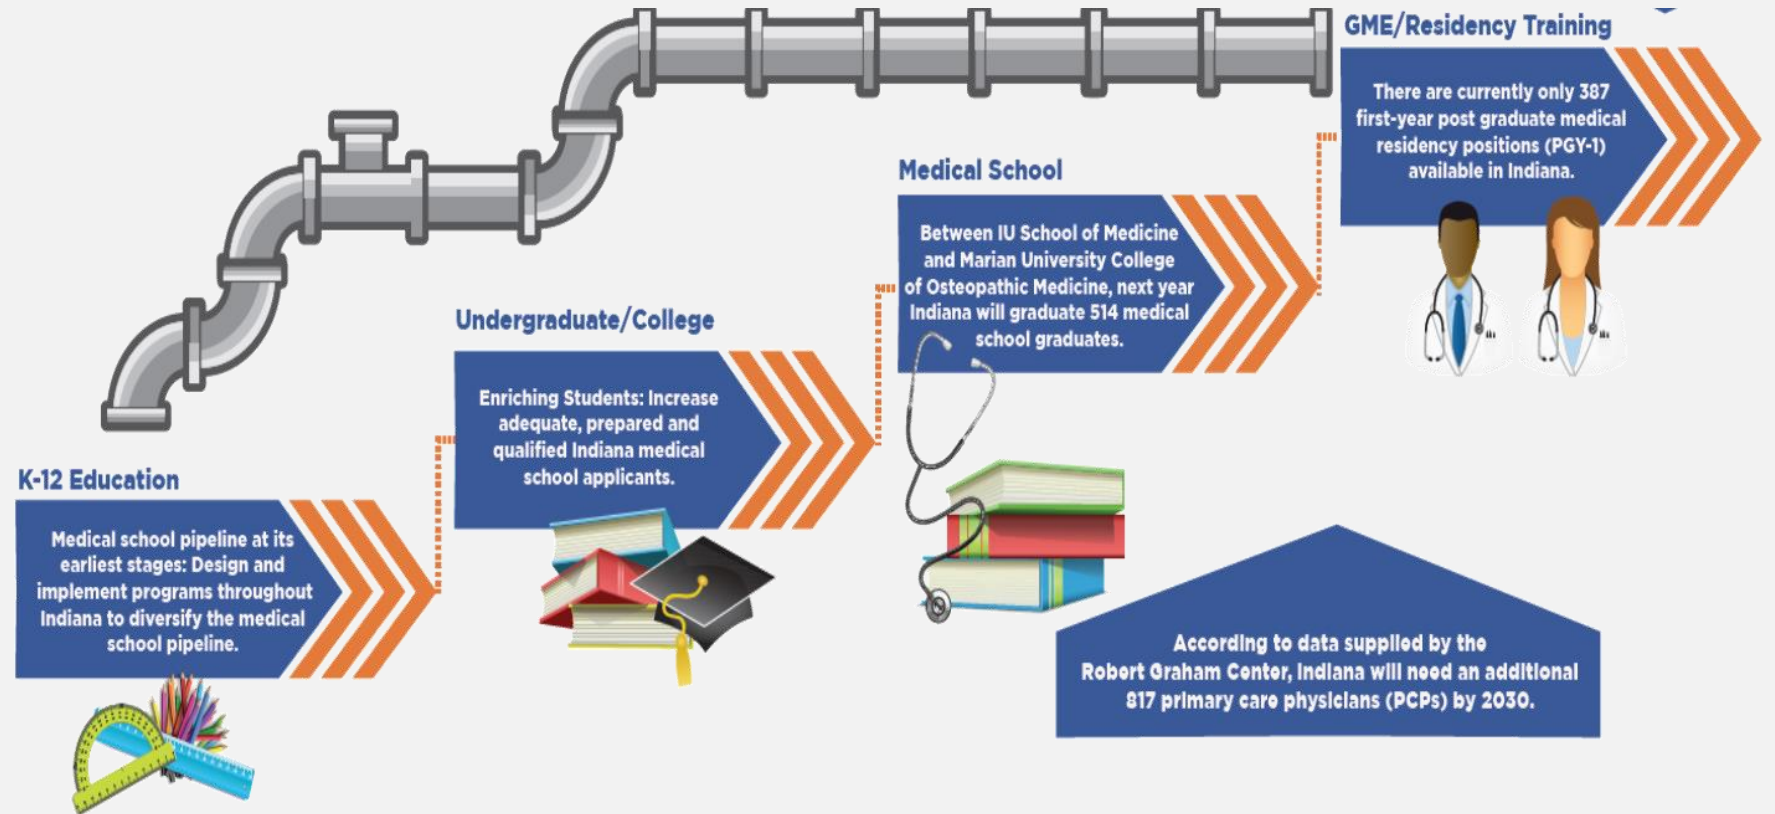 K-12 Education
Medical school pipeline at its
earliest stages: Design and
implement programs throughout
Indiana to diversify the medical
school pipeline.
Undergraduate/College
Enriching Students: Increase
adequate, prepared and
qualified Indiana medical
school applicants.
Medical School
Between IU School of Medicine
and Marian University College
of Osteopathic Medicine, next year
Indiana will graduate 514 medical
school graduates.
GME/Residency Training
There are currently only 387
first-year post graduate medical
residency positions (PGY-1)
available in Indiana.
According to data supplied by the
Robert Graham Center, Indiana will need an additional
817 primary care physicians (PCPs) by 2030.